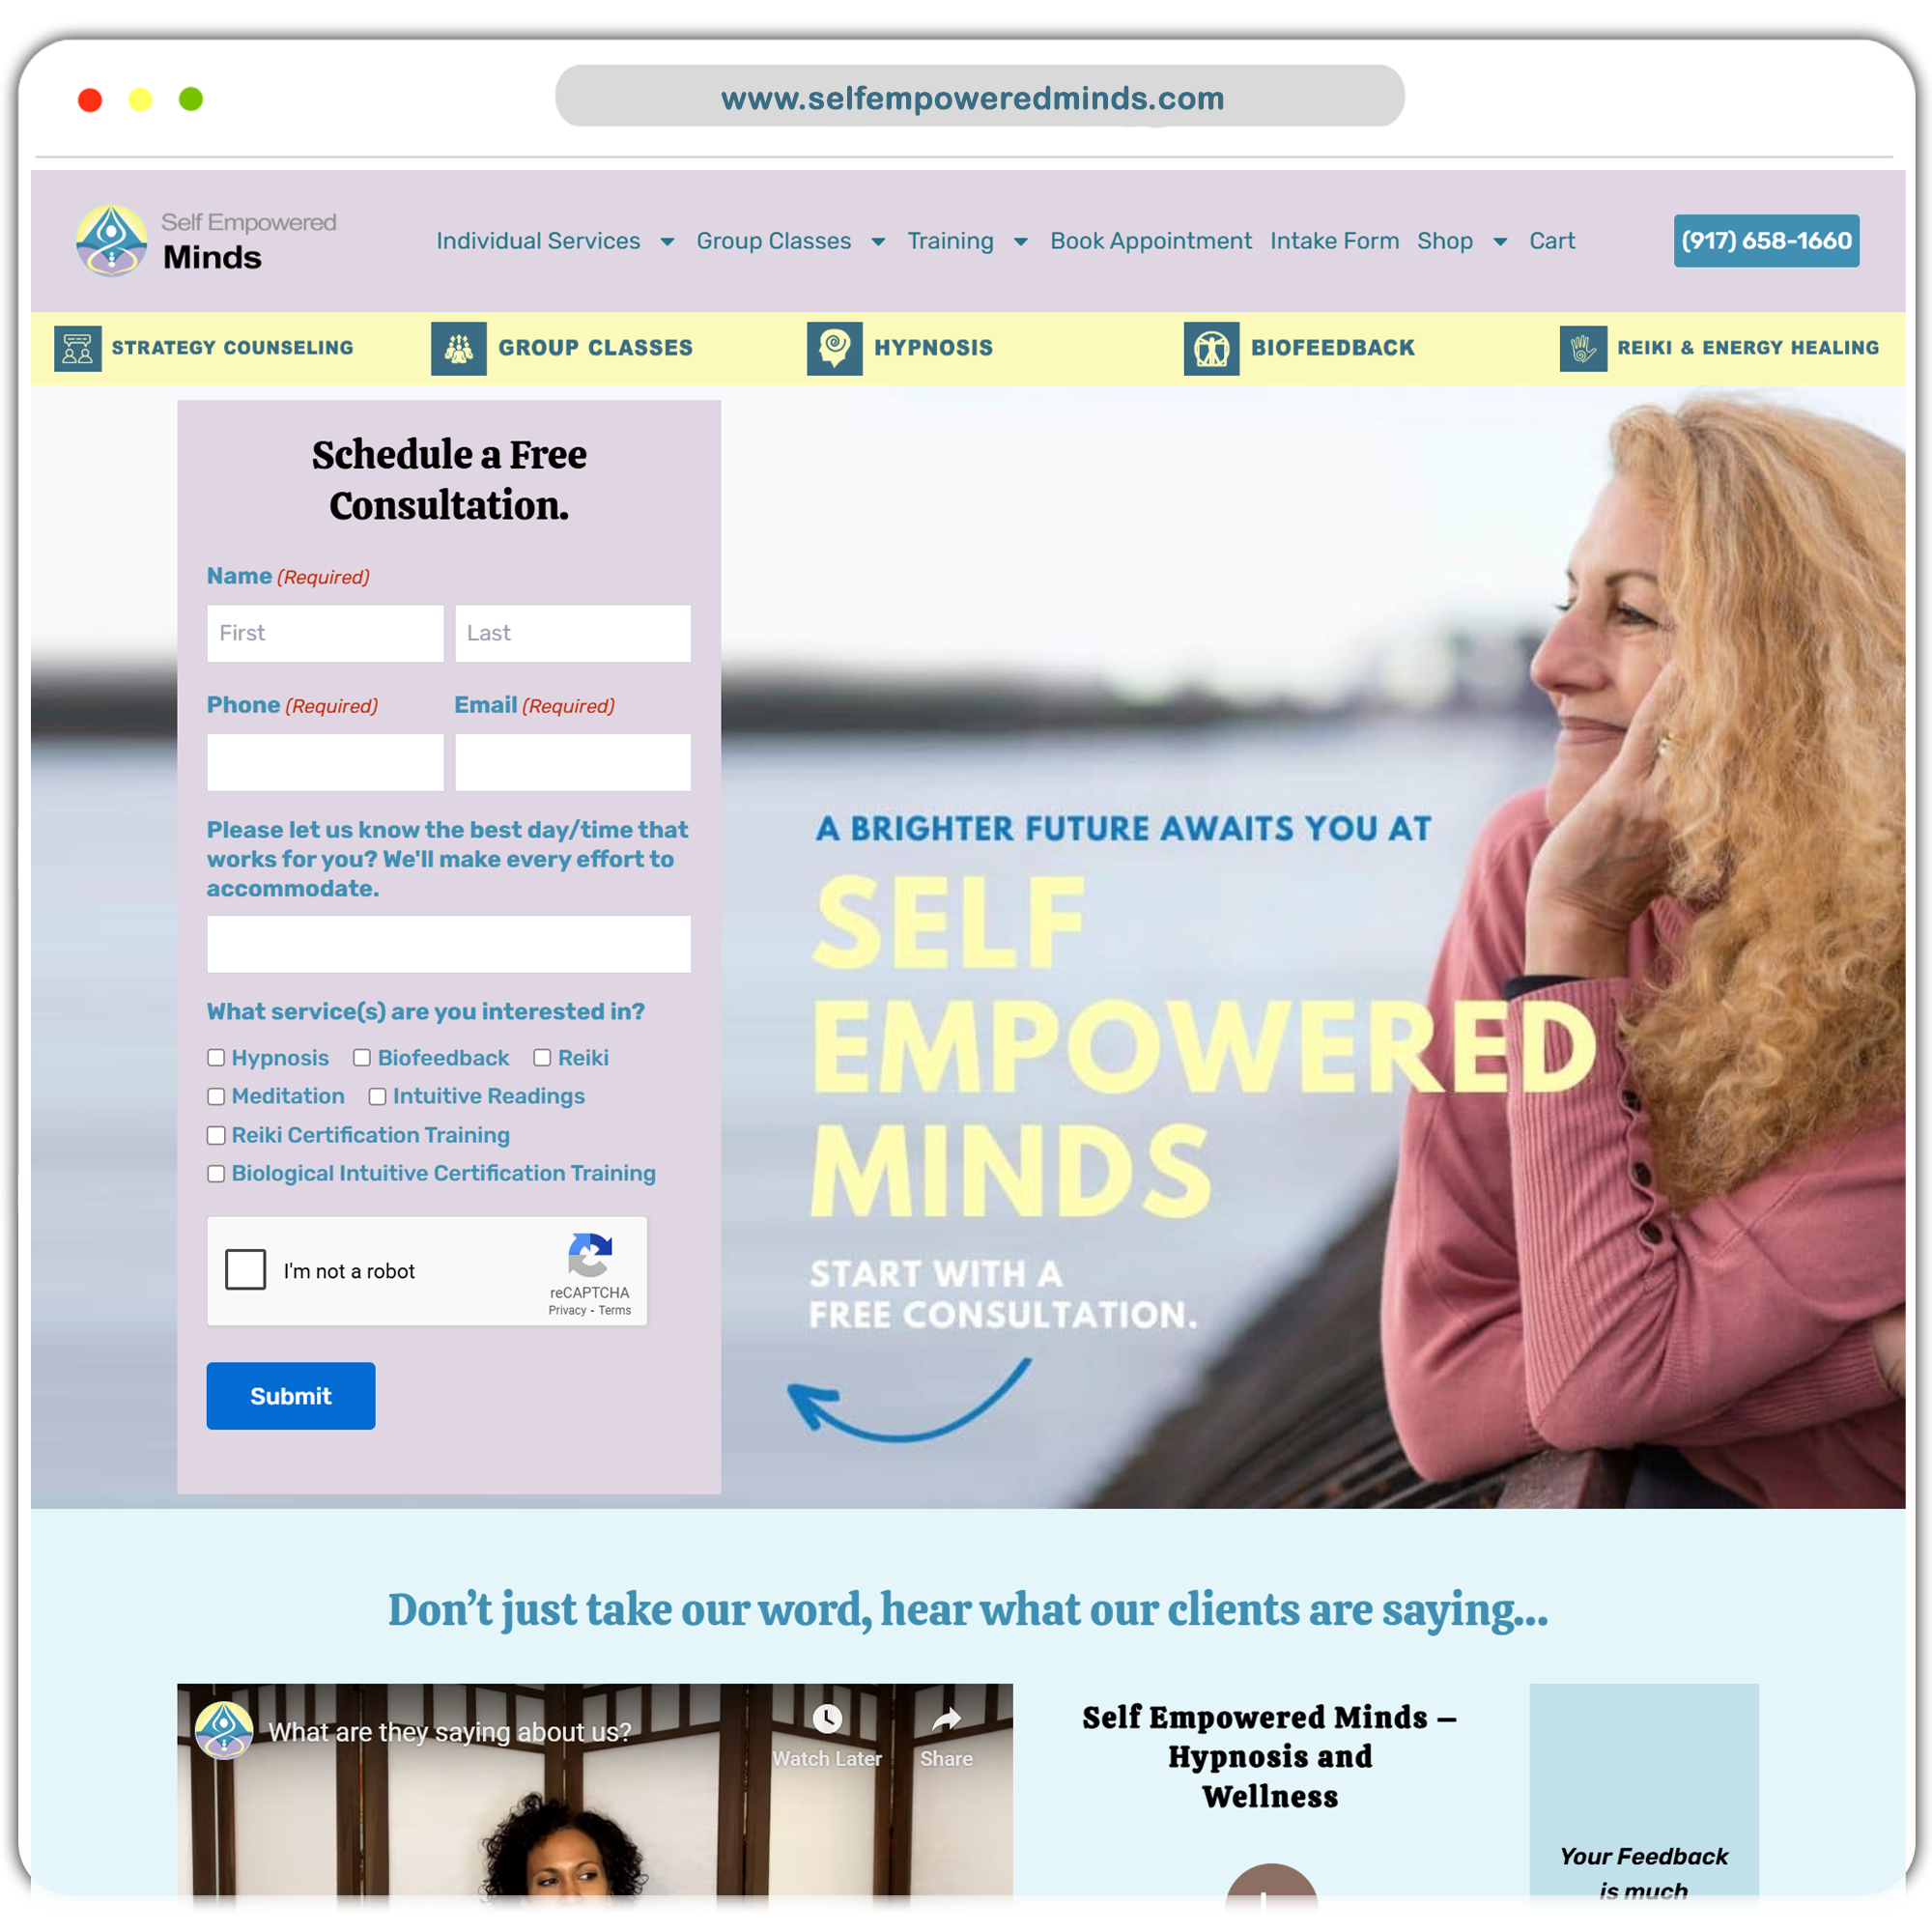 www.selfempoweredminds.com
Self Empowered
Minds
Individual Services Group Classes Training Book Appointment Intake Form Shop Cart
(917) 658-1660
STRATEGY COUNSELING
GROUP CLASSES
HYPNOSIS
BIOFEEDBACK
REIKI & ENERGY HEALING
Schedule a Free
Consultation.
Name (Required)
First
Last
Phone (Required)
Email (Required)
Please let us know the best day/time that
works for you? We'll make every effort to
accommodate.
What service(s) are you interested in?
Hypnosis Biofeedback Reiki
Meditation Intuitive Readings
Reiki Certification Training
Biological Intuitive Certification Training
I'm not a robot
reCAPTCHA
Privacy - Terms
Submit
A BRIGHTER FUTURE AWAITS YOU AT
SELF
EMPOWERED
MINDS
START WITH A
FREE CONSULTATION.
Don’t just take our word, hear what our clients are saying...
What are they saying about us?
Watch Later
Share
Self Empowered Minds –
Hypnosis and
Wellness
Your Feedback
is much